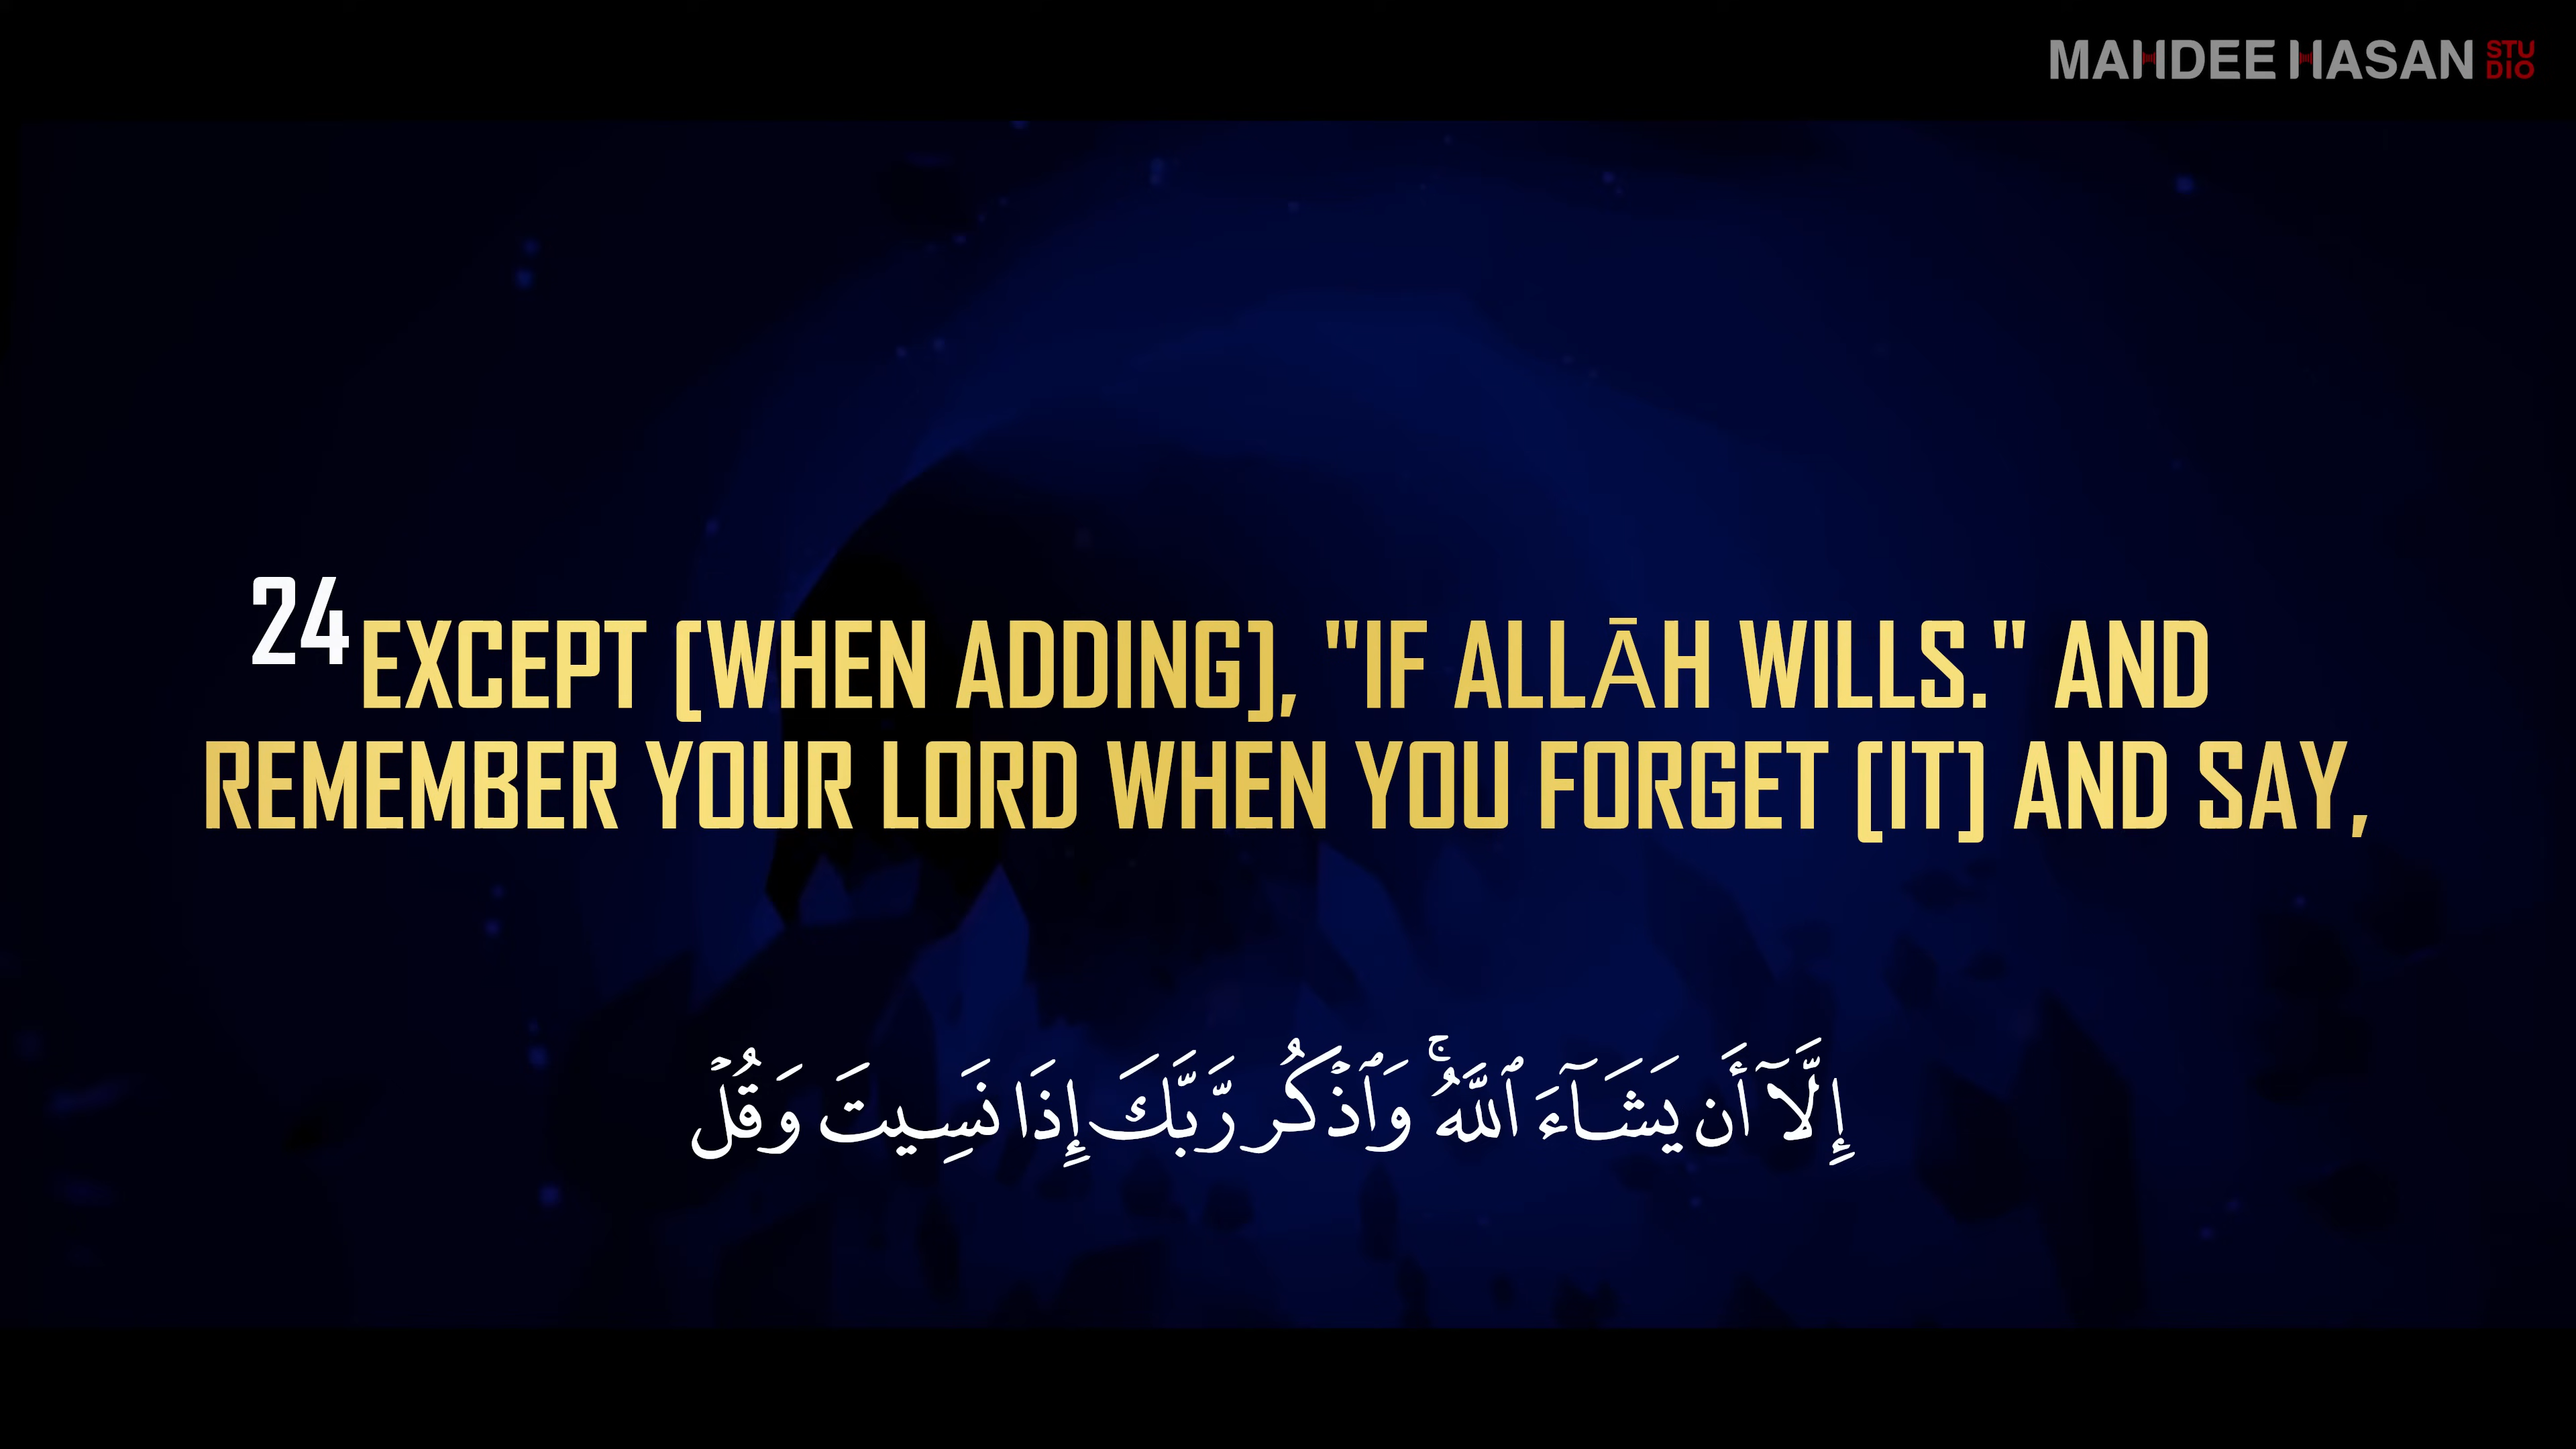 MAHDEE HASAN STUDIO
24 EXCEPT [WHEN ADDING], "IF ALLĀH WILLS." AND
REMEMBER YOUR LORD WHEN YOU FORGET [IT] AND SAY,
إِلَّآ أَن يَشَآءَ ٱللَّهُ ۚ وَٱذْكُر رَّبَّكَ إِذَا نَسِيتَ وَقُلْ